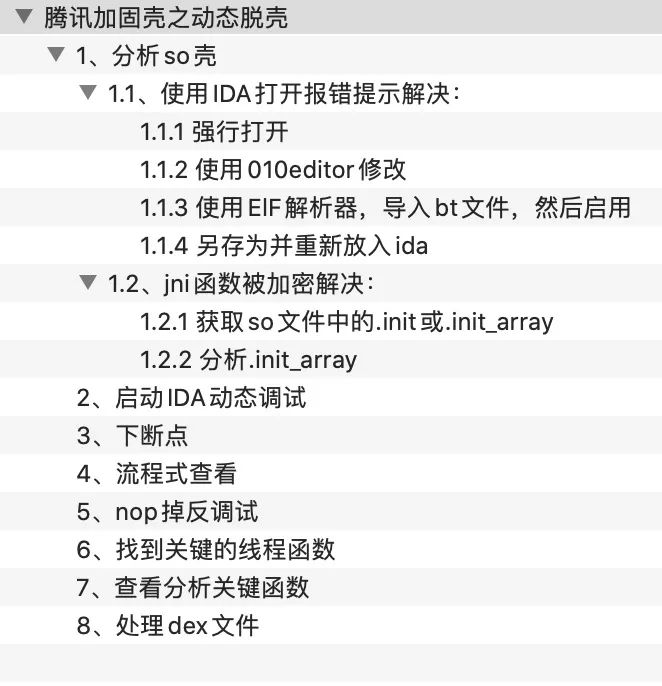 腾讯加固壳之动态脱壳
1、分析so壳
1.1、使用IDA打开报错提示解决：
1.1.1 强行打开
1.1.2 使用010editor修改
1.1.3 使用EIF解析器，导入bt文件，然后启用
1.1.4 另存为并重新放入ida
1.2、jni函数被加密解决：
1.2.1 获取so文件中的.init或.init_array
1.2.2 分析.init_array
2、启动IDA动态调试
3、下断点
4、流程式查看
5、nop掉反调试
6、找到关键的线程函数
7、查看分析关键函数
8、处理dex文件